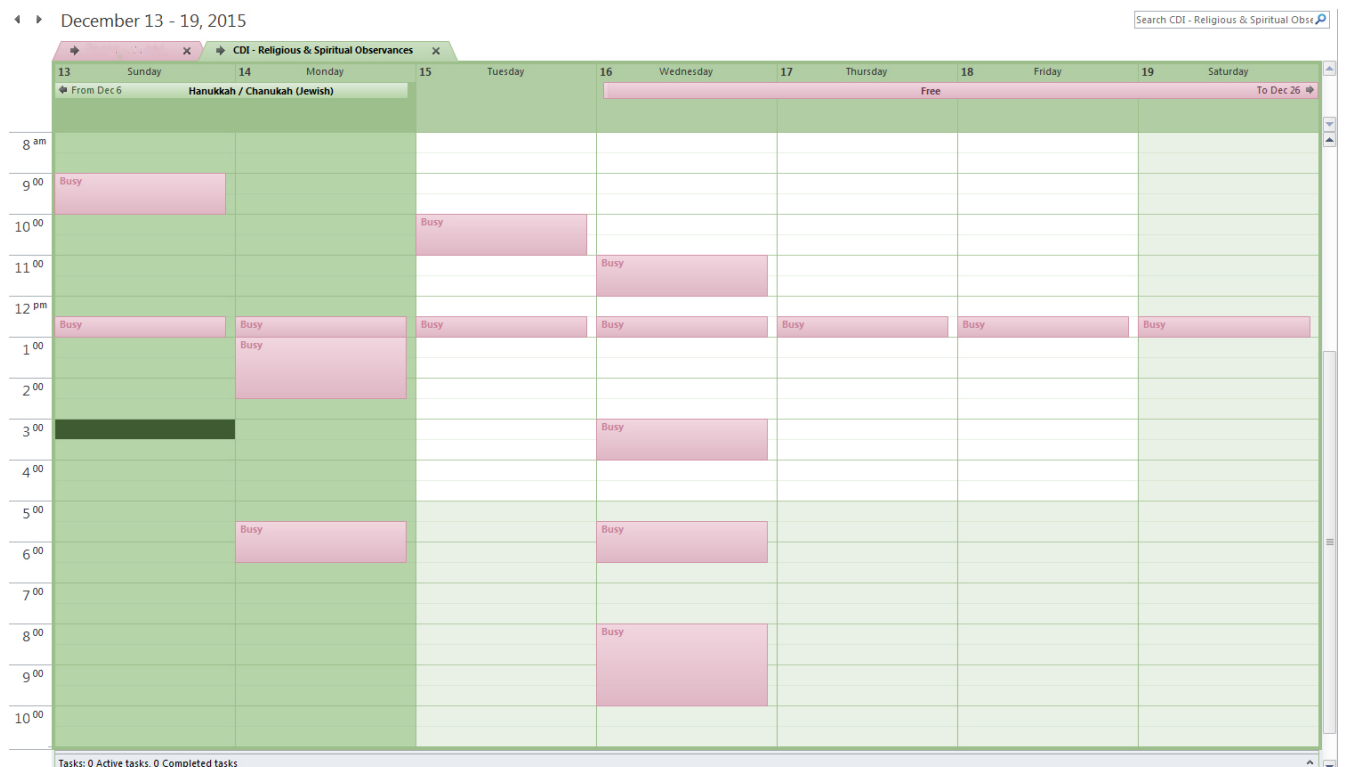 December 13 - 19, 2015
Search CDI - Religious & Spiritual Obse
CDI - Religious & Spiritual Observances
13 Sunday 14 Monday 15 Tuesday 16 Wednesday 17 Thursday 18 Friday 19 Saturday
From Dec 6 Hanukkah / Chanukah (Jewish) Free To Dec 26
8 am
9 00 Busy
10 00 Busy
11 00 Busy
12 pm
Busy Busy Busy Busy Busy Busy Busy
1 00 Busy
2 00
3 00 Busy
4 00
5 00
Busy Busy
6 00
7 00
8 00 Busy
9 00
10 00
Tasks: 0 Active tasks, 0 Completed tasks